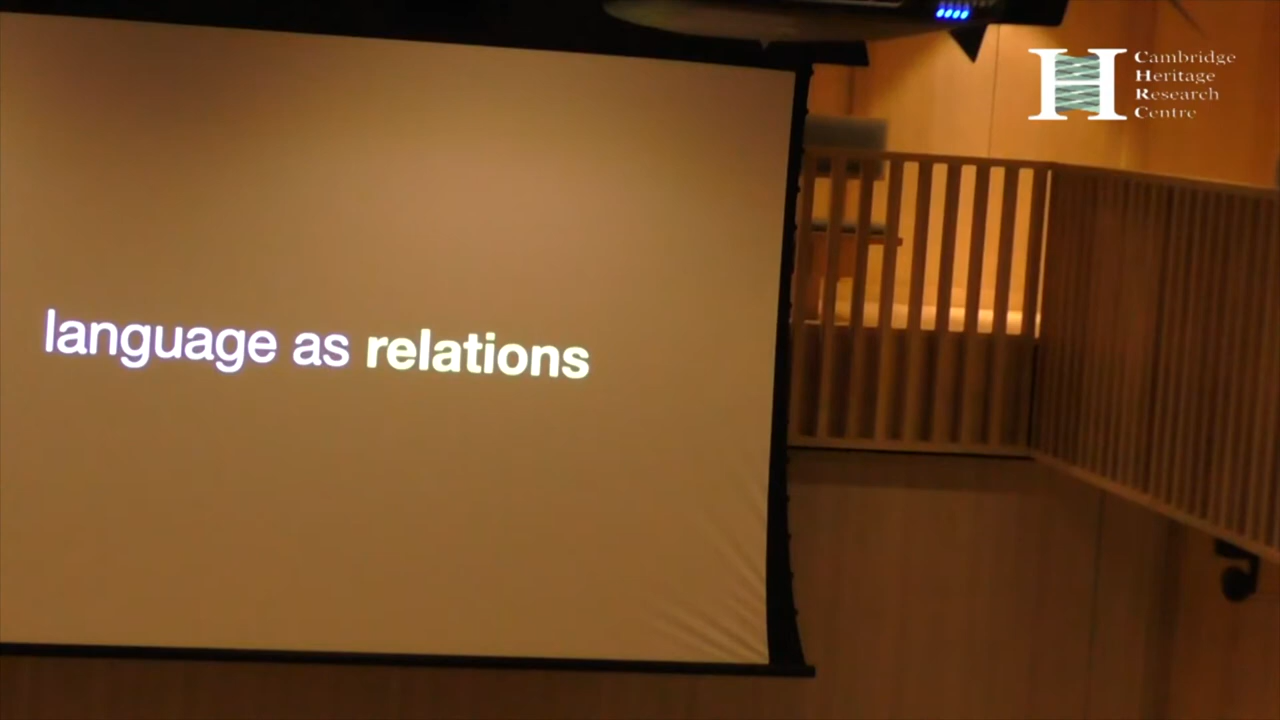 language as relations
H
Cambridge
Heritage
Research
Centre